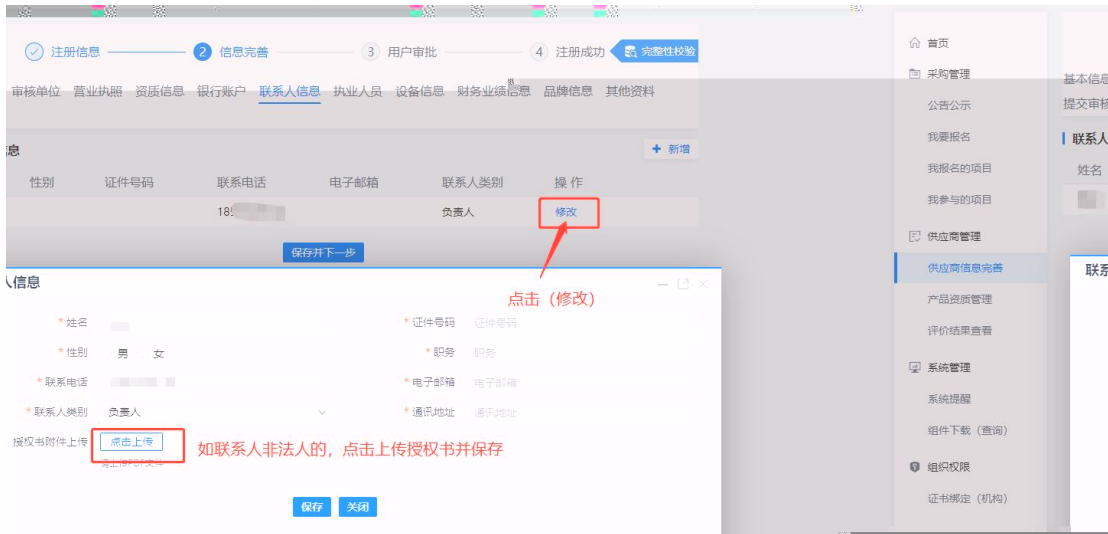 注册信息 2 信息完善 3 用户审批 4 注册成功 完整性校验
审核单位 营业执照 资质信息 银行账户 联系人信息 执业人员 设备信息 财务业绩信息 品牌信息 其他资料
息
+ 新增
性别 证件号码 联系电话 电子邮箱 联系人类别 操作
18 负责人 修改
保存并下一步
人信息
点击（修改）
*姓名 *证件号码 证件号码
*性别 男 女 *职务 职务
*联系电话 *电子邮箱 电子邮箱
*联系人类别 负责人 *通讯地址 通讯地址
授权书附件上传 点击上传 如联系人非法人的，点击上传授权书并保存
保存 关闭
首页
采购管理
公告公示
我要报名
我报名的项目
我参与的项目
供应商管理
供应商信息完善
产品资质管理
评价结果查看
系统管理
系统提醒
组件下载（查询）
组织权限
证书绑定（机构）
基本信息
提交审核
联系人
姓名
联系